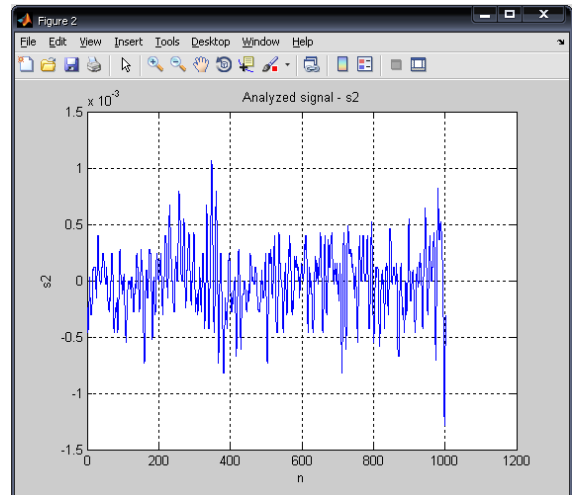 Figure 2
File Edit View Insert Tools Desktop Window Help
x 10^-3
Analyzed signal - s2
1.5
1
0.5
0
-0.5
-1
-1.5
s2
0 200 400 600 800 1000 1200
n